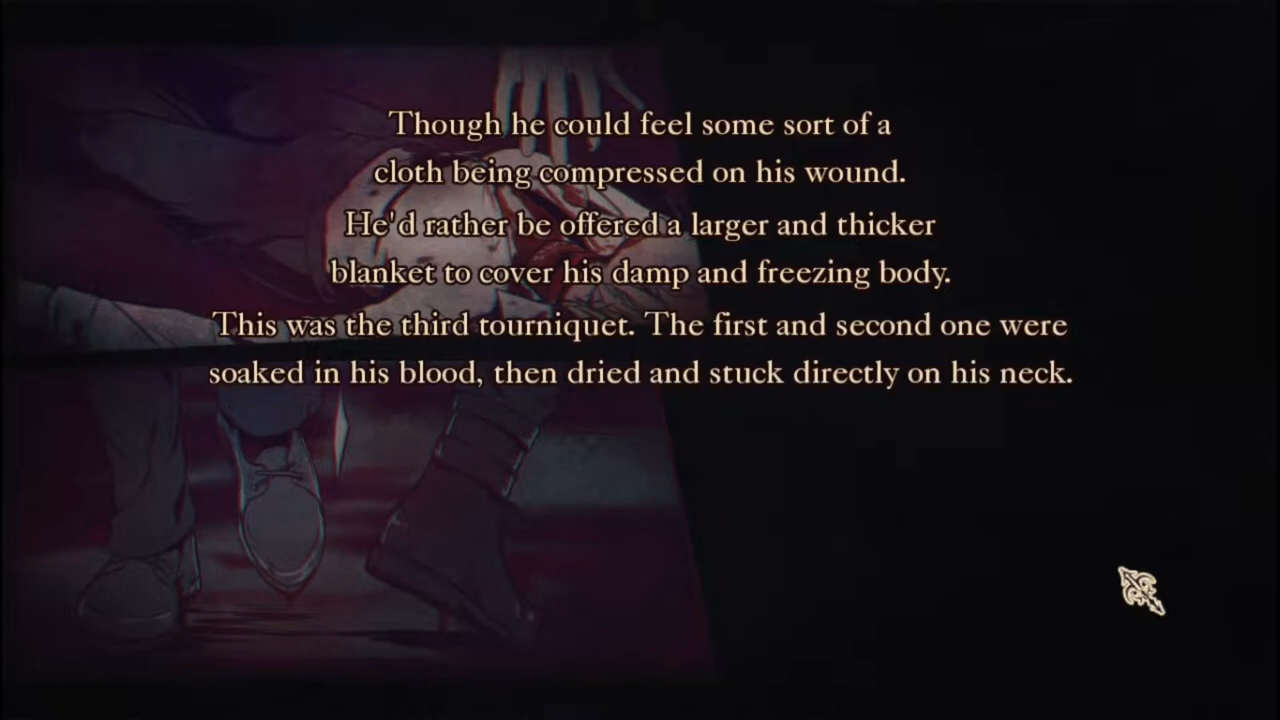 Though he could feel some sort of a
cloth being compressed on his wound.
He'd rather be offered a larger and thicker
blanket to cover his damp and freezing body.
This was the third tourniquet. The first and second one were
soaked in his blood, then dried and stuck directly on his neck.